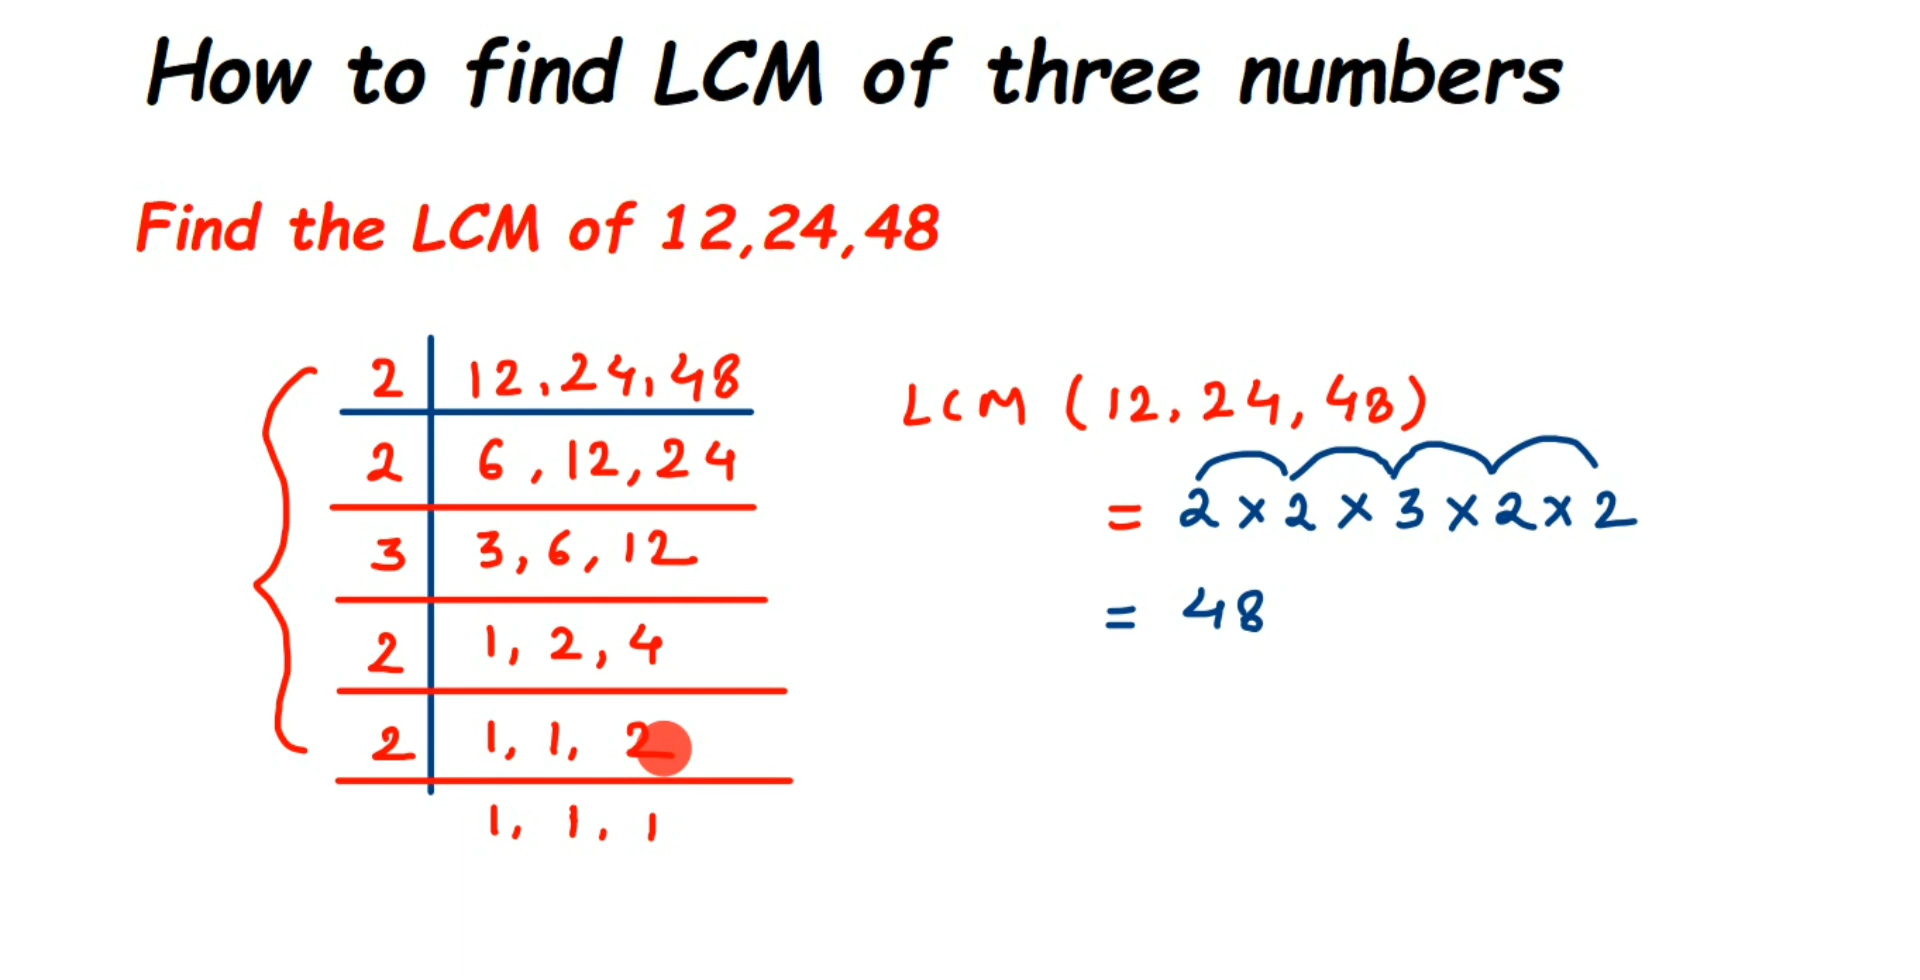 How to find LCM of three numbers
Find the LCM of 12,24,48
2 12,24,48
2 6,12,24
3 3,6,12
2 1,2,4
2 1,1,2
1,1,1
LCM (12,24,48)
= 2×2×3×2×2
= 48